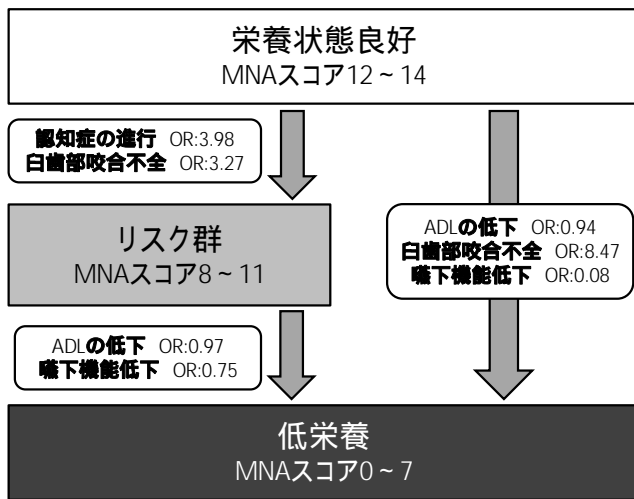 栄養状態良好
MNAスコア12～14
認知症の進行 OR:3.98
臼歯部咬合不全 OR:3.27
リスク群
MNAスコア8～11
ADLの低下 OR:0.94
臼歯部咬合不全 OR:8.47
嚥下機能低下 OR:0.08
ADLの低下 OR:0.97
嚥下機能低下 OR:0.75
低栄養
MNAスコア0～7